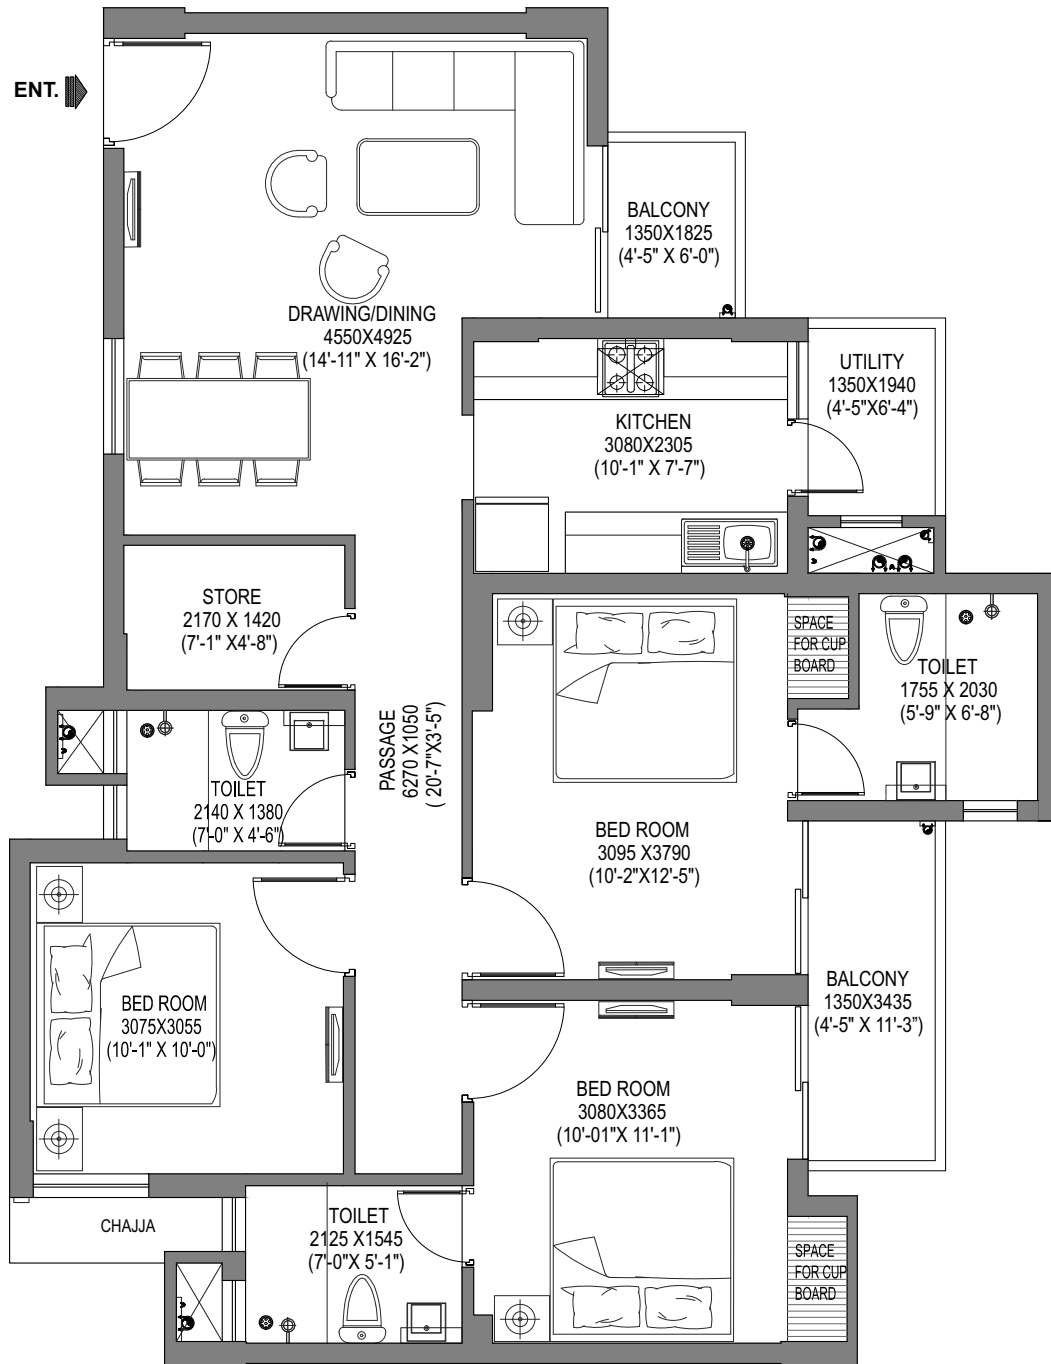 ENT.
BALCONY
1350X1825
(4'-5" X 6'-0")
DRAWING/DINING
4550X4925
(14'-11" X 16'-2")
UTILITY
1350X1940
(4'-5"X6'-4")
KITCHEN
3080X2305
(10'-1" X 7'-7")
STORE
2170 X 1420
(7'-1" X4'-8")
SPACE
FOR CUP
BOARD
TOILET
1755 X 2030
(5'-9" X 6'-8")
PASSAGE
6270 X1050
( 20'-7"X3'-5")
TOILET
2140 X 1380
(7'-0" X 4'-6")
BED ROOM
3095 X3790
(10'-2"X12'-5")
BED ROOM
3075X3055
(10'-1" X 10'-0")
BALCONY
1350X3435
(4'-5" X 11'-3")
BED ROOM
3080X3365
(10'-01"X 11'-1")
CHAJJA
TOILET
2125 X1545
(7'-0"X 5'-1")
SPACE
FOR CUP
BOARD